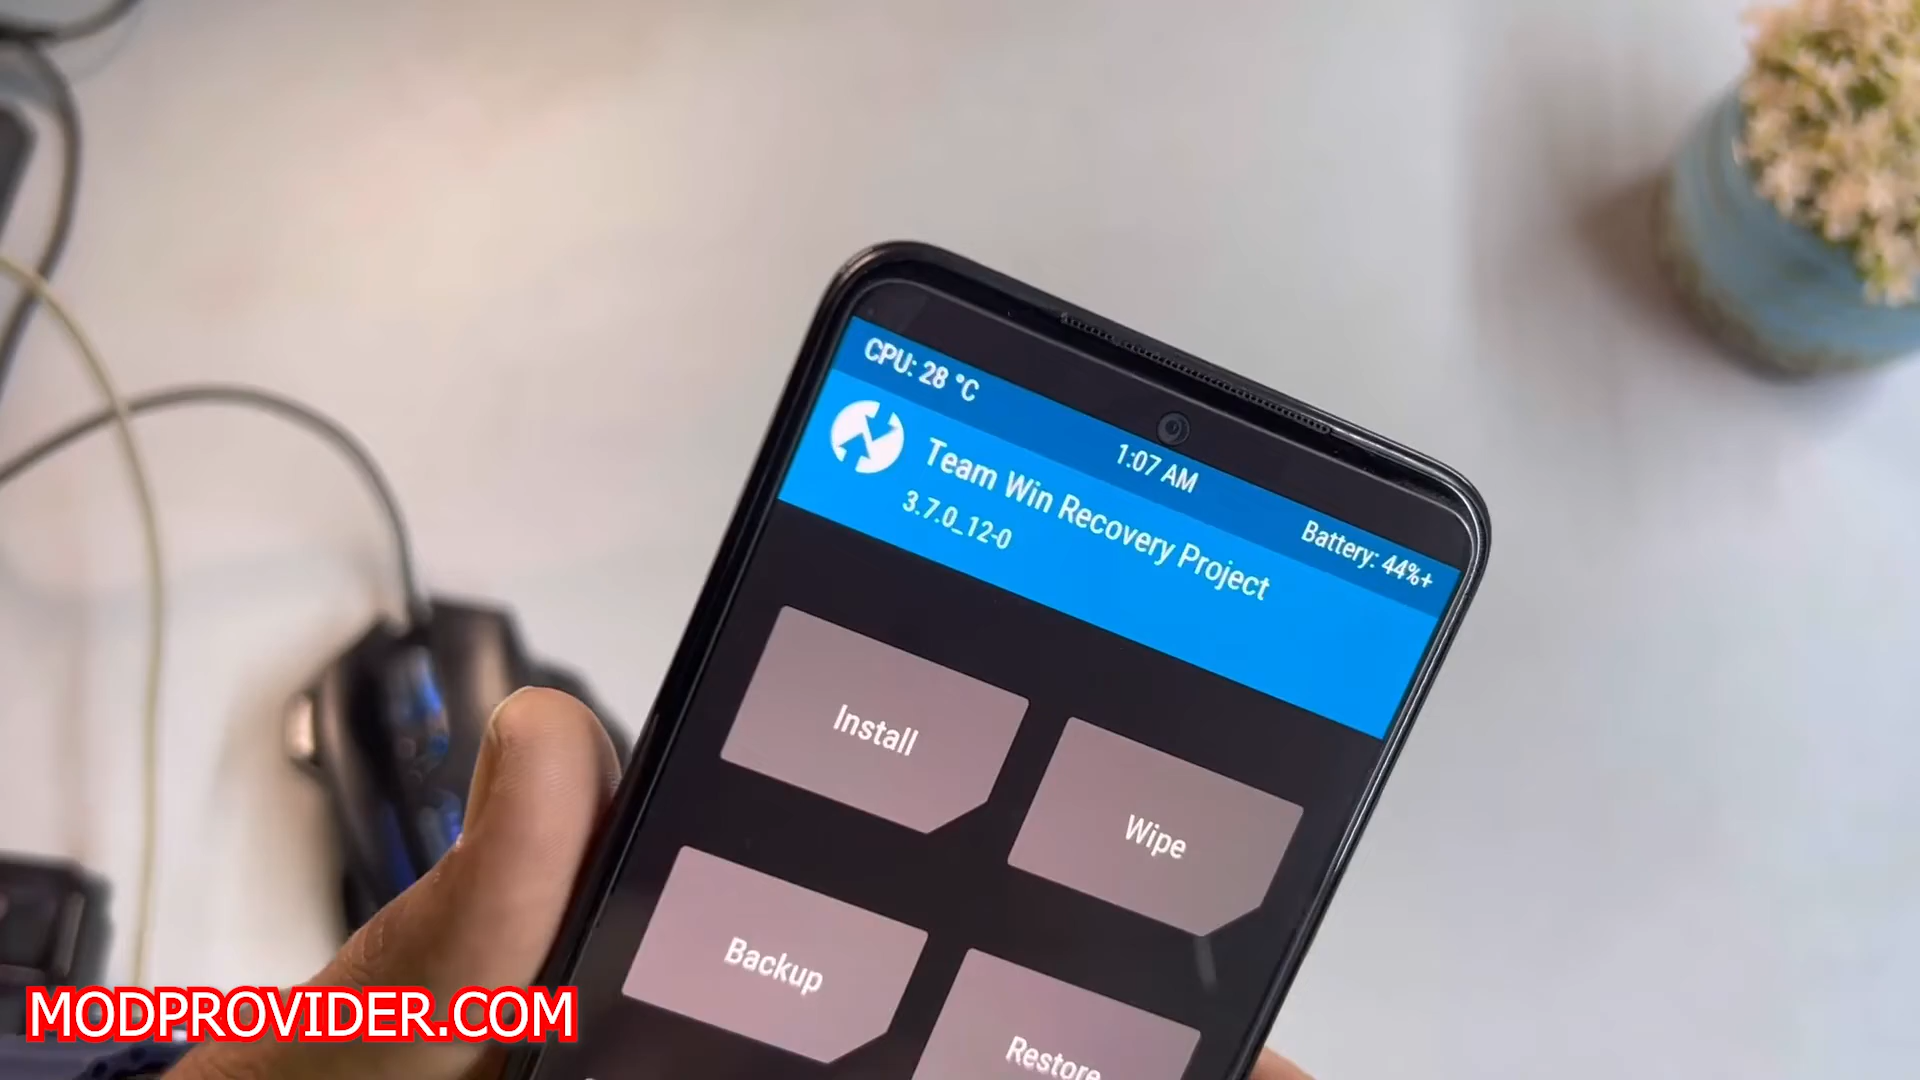 CPU: 28 °C
1:07 AM
Battery: 44%+
Team Win Recovery Project
3.7.0_12-0
Install
Wipe
Backup
Restore
MODPROVIDER.COM